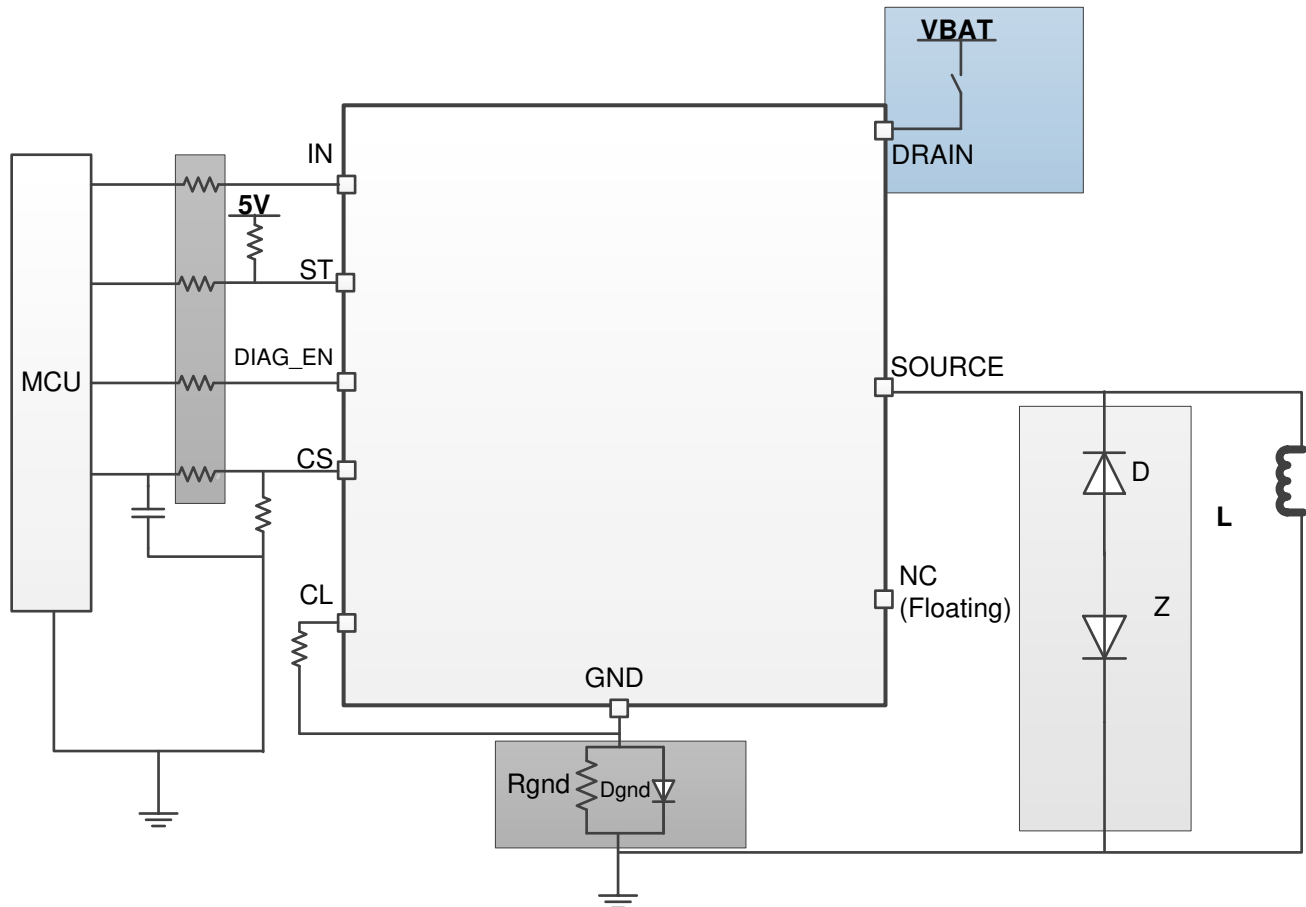 VBAT
IN
DRAIN
5V
ST
DIAG_EN
SOURCE
MCU
CS
D
L
CL
NC
(Floating)
Z
GND
Rgnd
Dgnd